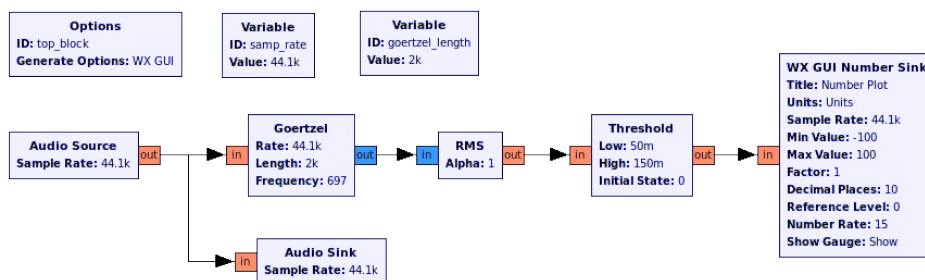 Options
ID: top_block
Generate Options: WX GUI
Variable
ID: samp_rate
Value: 44.1k
Variable
ID: goertzel_length
Value: 2k
Audio Source
Sample Rate: 44.1k
out
in
Goertzel
Rate: 44.1k
Length: 2k
Frequency: 697
out
in
RMS
Alpha: 1
out
in
Threshold
Low: 50m
High: 150m
Initial State: 0
out
in
WX GUI Number Sink
Title: Number Plot
Units: Units
Sample Rate: 44.1k
Min Value: -100
Max Value: 100
Factor: 1
Decimal Places: 10
Reference Level: 0
Number Rate: 15
Show Gauge: Show
in
Audio Sink
Sample Rate: 44.1k